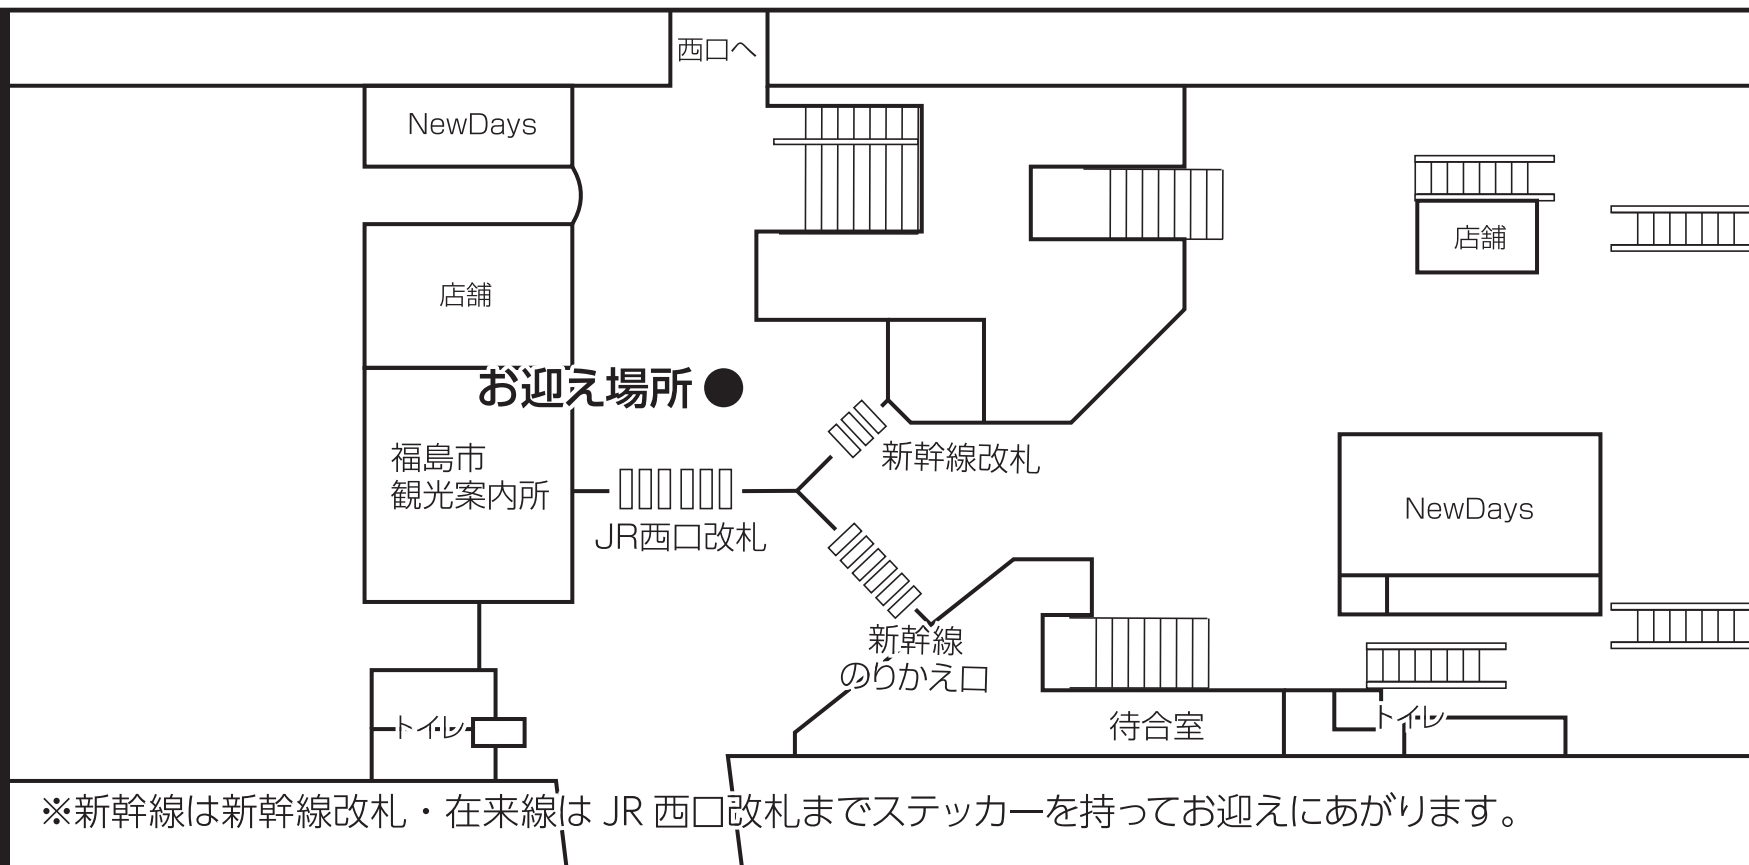 西口へ
NewDays
店舗
店舗
お迎え場所
福島市
観光案内所
新幹線改札
JR西口改札
NewDays
新幹線
のりかえ口
トイレ
待合室
トイレ
※新幹線は新幹線改札・在来線は JR 西口改札までステッカーを持ってお迎えにあがります。